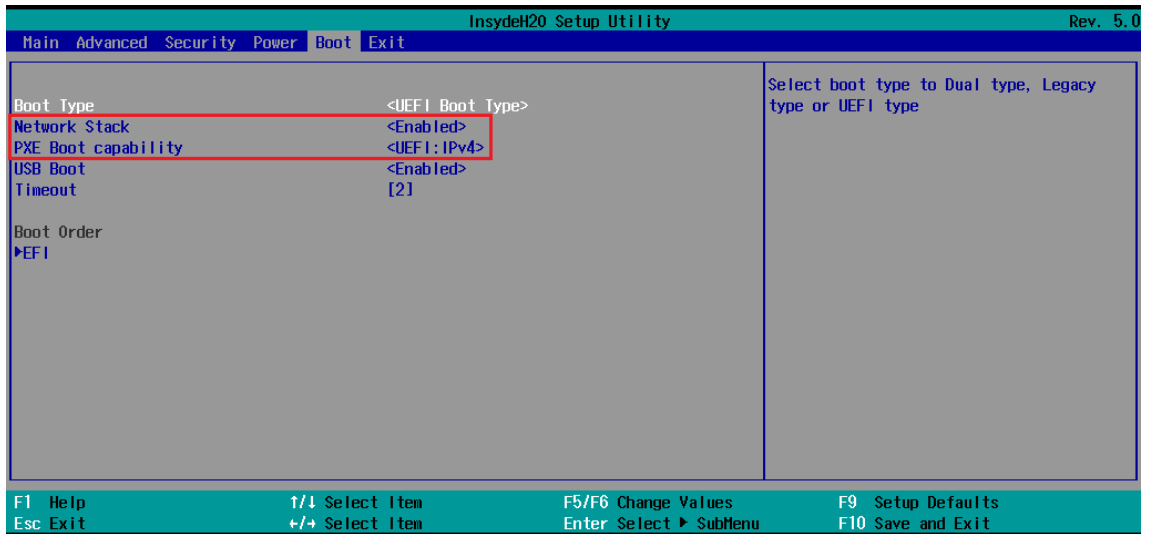 InsydeH20 Setup Utility Rev. 5.0
Main Advanced Security Power Boot Exit
Boot Type <UEFI Boot Type>
Network Stack <Enabled>
PXE Boot capability <UEFI:IPv4>
USB Boot <Enabled>
Timeout [2]
Boot Order
▶EFI
Select boot type to Dual type, Legacy
type or UEFI type
F1 Help ↑/↓ Select Item F5/F6 Change Values F9 Setup Defaults
Esc Exit ←/→ Select Item Enter Select ▶ SubMenu F10 Save and Exit